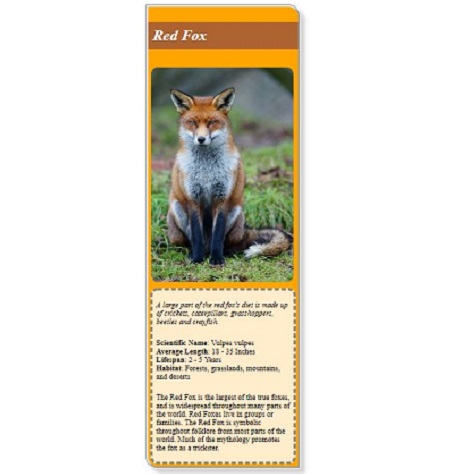 Red Fox
A large part of the red fox's diet is made up
of crickets, caterpillars, grasshoppers,
beetles and crayfish.
Scientific Name: Vulpes vulpes
Average Length: 18 - 35 Inches
Lifespan: 2 - 5 Years
Habitat: Forests, grasslands, mountains,
and deserts
The Red Fox is the largest of the true foxes,
and is widespread throughout many parts of
the world. Red Foxes live in groups or
families. The Red Fox is symbolic
throughout folklore from most parts of the
world. Much of the mythology promotes
the fox as a trickster.